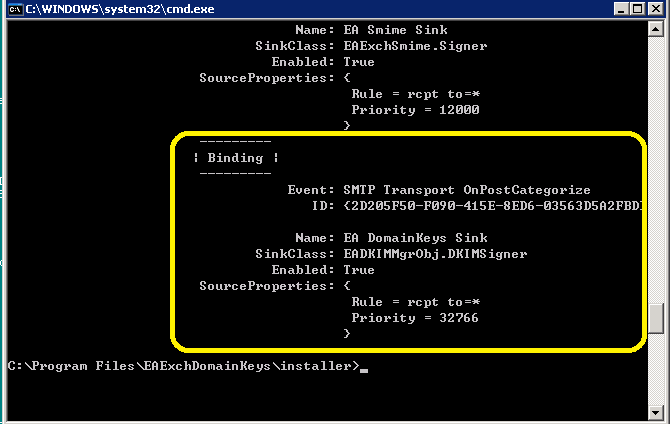 C:\WINDOWS\system32\cmd.exe
Name: EA Smime Sink
SinkClass: EAExchSmime.Signer
Enabled: True
SourceProperties: {
Rule = rcpt to=*
Priority = 12000
}
---------
| Binding |
---------
Event: SMTP Transport OnPostCategorize
ID: {2D205F50-F090-415E-8ED6-03563D5A2FBD
Name: EA DomainKeys Sink
SinkClass: EADKIMMgrObj.DKIMSigner
Enabled: True
SourceProperties: {
Rule = rcpt to=*
Priority = 32766
}
C:\Program Files\EAExchDomainKeys\installer>_